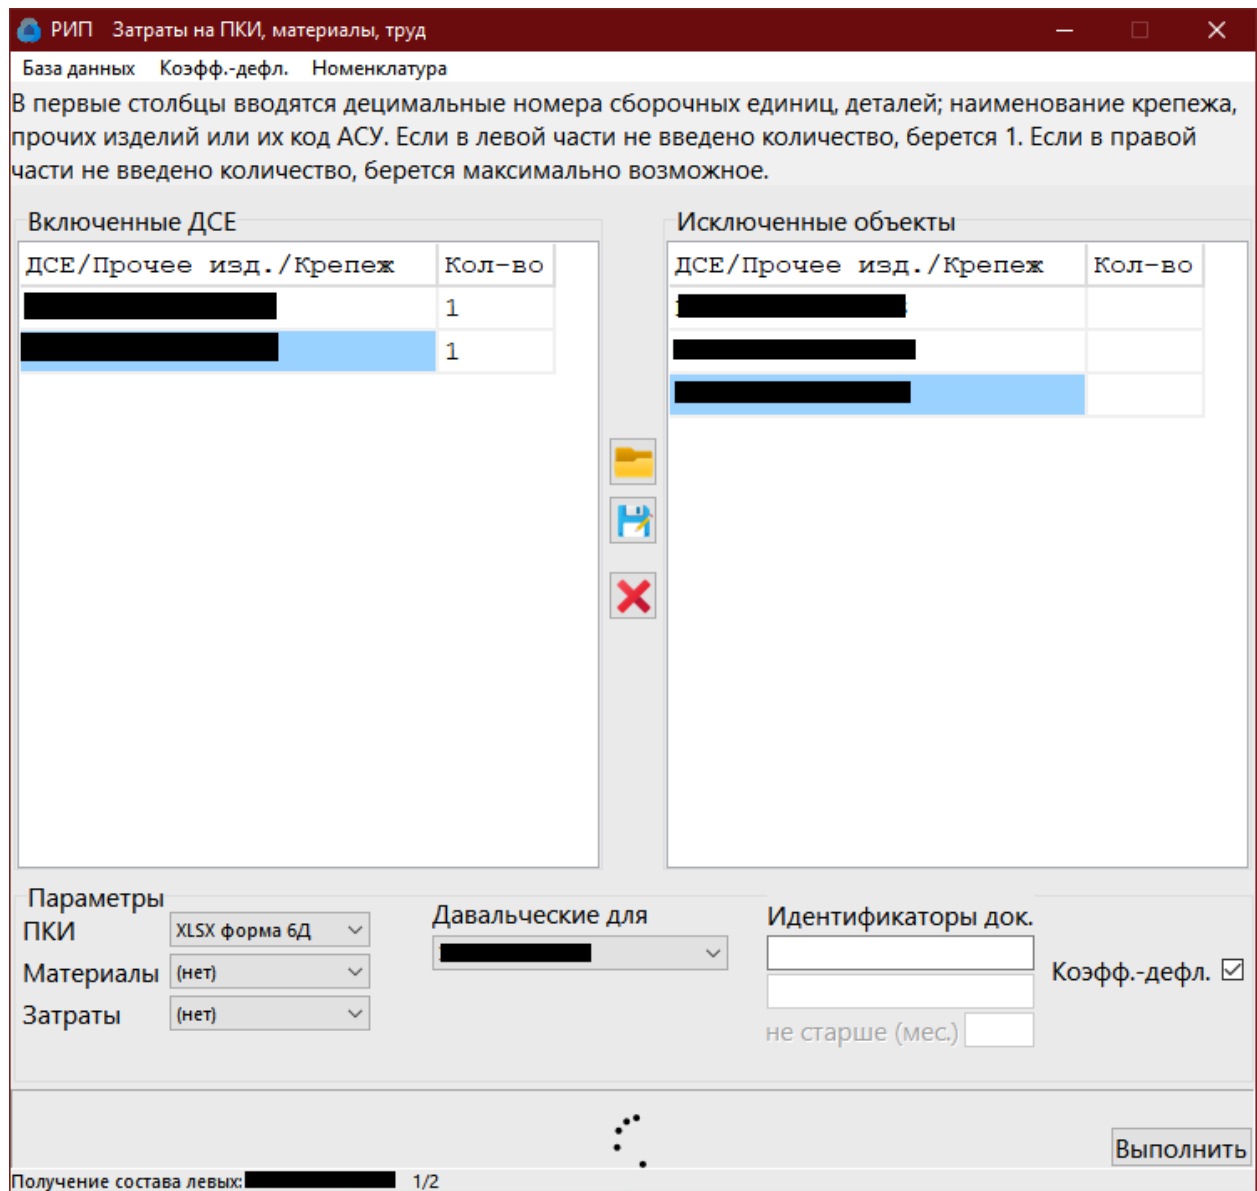 РИП Затраты на ПКИ, материалы, труд
База данных Коэфф.-дефл. Номенклатура
В первые столбцы вводятся децимальные номера сборочных единиц, деталей; наименование крепежа,
прочих изделий или их код АСУ. Если в левой части не введено количество, берется 1. Если в правой
части не введено количество, берется максимально возможное.
Включенные ДСЕ
ДСЕ/Прочее изд./Крепеж Кол-во
1
1
Исключенные объекты
ДСЕ/Прочее изд./Крепеж Кол-во
Параметры
ПКИ XLSX форма 6Д
Материалы (нет)
Затраты (нет)
Давальческие для
Идентификаторы док.
не старше (мес.)
Коэфф.-дефл.
Выполнить
Получение состава левых: 1/2